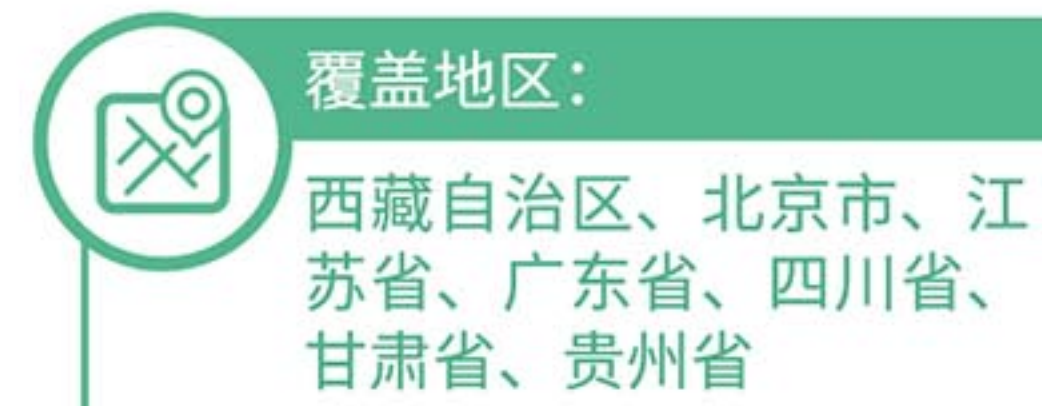 覆盖地区：
西藏自治区、北京市、江
苏省、广东省、四川省、
甘肃省、贵州省